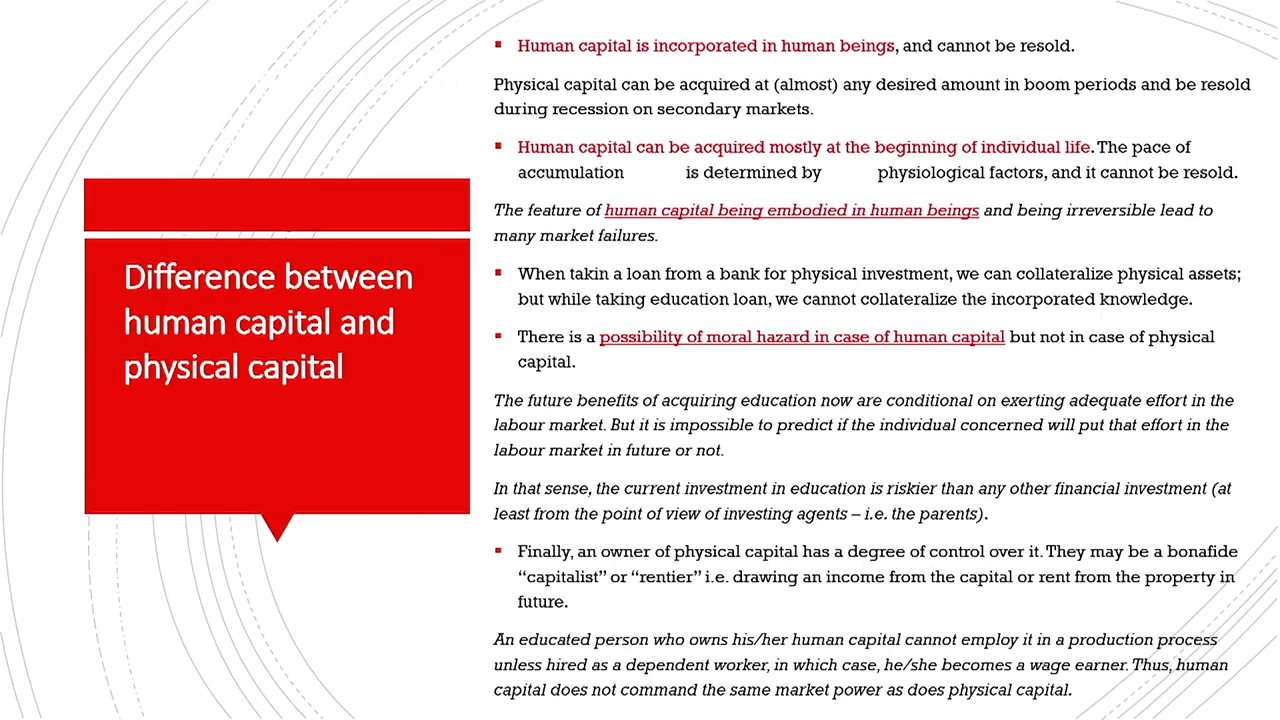 Difference between
human capital and
physical capital
▪ Human capital is incorporated in human beings, and cannot be resold.
Physical capital can be acquired at (almost) any desired amount in boom periods and be resold
during recession on secondary markets.
▪ Human capital can be acquired mostly at the beginning of individual life. The pace of
accumulation is determined by physiological factors, and it cannot be resold.
The feature of human capital being embodied in human beings and being irreversible lead to
many market failures.
▪ When takin a loan from a bank for physical investment, we can collateralize physical assets;
but while taking education loan, we cannot collateralize the incorporated knowledge.
▪ There is a possibility of moral hazard in case of human capital but not in case of physical
capital.
The future benefits of acquiring education now are conditional on exerting adequate effort in the
labour market. But it is impossible to predict if the individual concerned will put that effort in the
labour market in future or not.
In that sense, the current investment in education is riskier than any other financial investment (at
least from the point of view of investing agents – i.e. the parents).
▪ Finally, an owner of physical capital has a degree of control over it. They may be a bonafide
“capitalist” or “rentier” i.e. drawing an income from the capital or rent from the property in
future.
An educated person who owns his/her human capital cannot employ it in a production process
unless hired as a dependent worker, in which case, he/she becomes a wage earner. Thus, human
capital does not command the same market power as does physical capital.